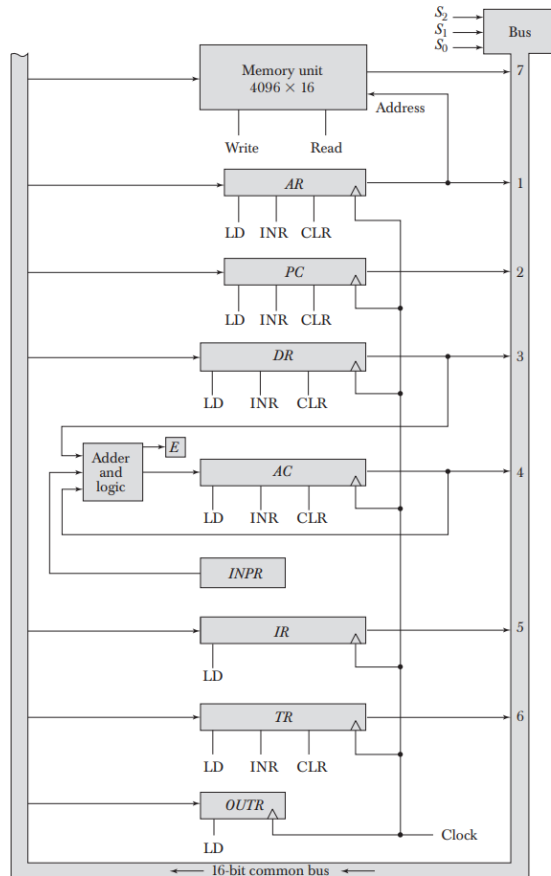 S2
S1
S0
Bus
Memory unit
4096 × 16
7
Address
Write Read
AR
1
LD INR CLR
PC
2
LD INR CLR
DR
3
LD INR CLR
E
Adder
and
logic
AC
4
LD INR CLR
INPR
IR
5
LD
TR
6
LD INR CLR
OUTR
LD
Clock
16-bit common bus